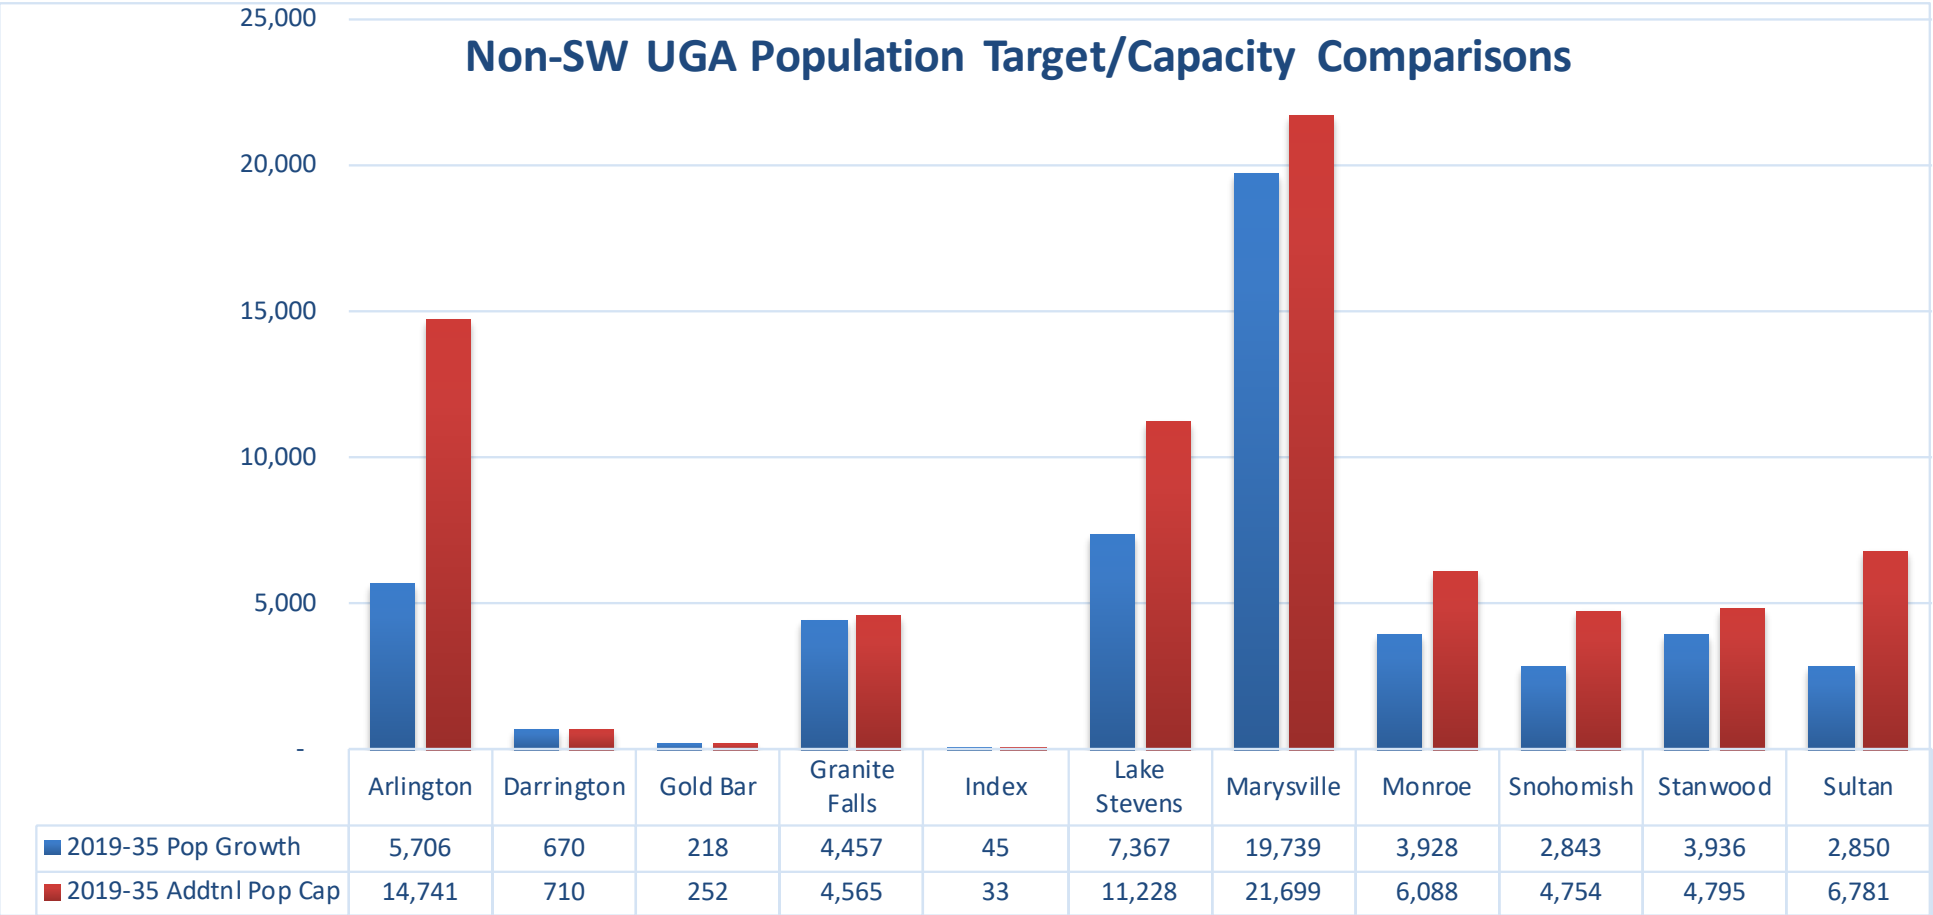 Non-SW UGA Population Target/Capacity Comparisons
25,000
20,000
15,000
10,000
5,000
-
Arlington Darrington Gold Bar Granite Falls Index Lake Stevens Marysville Monroe Snohomish Stanwood Sultan
2019-35 Pop Growth 5,706 670 218 4,457 45 7,367 19,739 3,928 2,843 3,936 2,850
2019-35 Addtnl Pop Cap 14,741 710 252 4,565 33 11,228 21,699 6,088 4,754 4,795 6,781